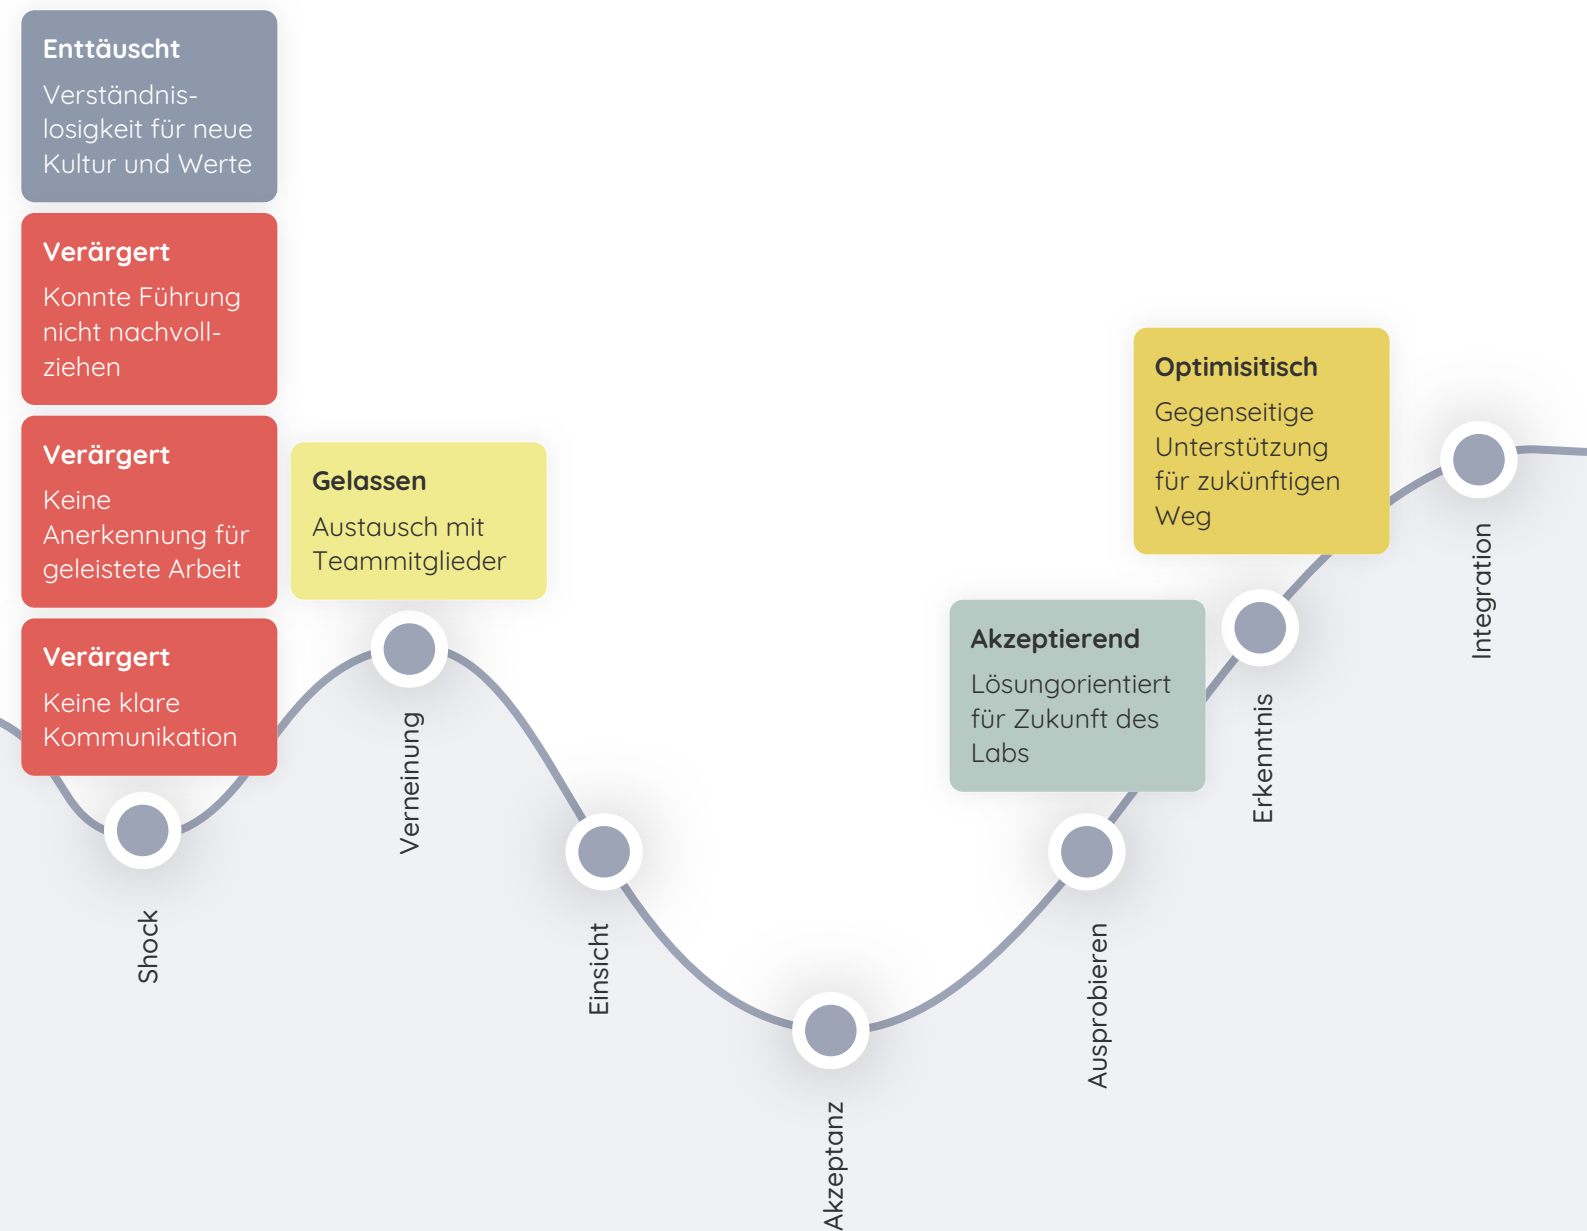 Enttäuscht
Verständnis-
losigkeit für neue
Kultur und Werte
Verärgert
Konnte Führung
nicht nachvoll-
ziehen
Verärgert
Keine
Anerkennung für
geleistete Arbeit
Verärgert
Keine klare
Kommunikation
Shock
Gelassen
Austausch mit
Teammitglieder
Verneinung
Einsicht
Akzeptanz
Akzeptierend
Lösungorientiert
für Zukunft des
Labs
Ausprobieren
Optimisitisch
Gegenseitige
Unterstützung
für zukünftigen
Weg
Erkenntnis
Integration